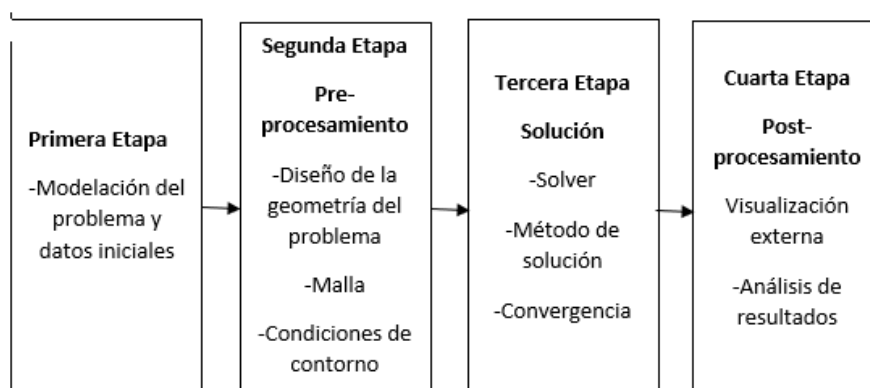 Primera Etapa
-Modelación del
problema y
datos iniciales
Segunda Etapa
Pre-
procesamiento
-Diseño de la
geometría del
problema
-Malla
-Condiciones de
contorno
Tercera Etapa
Solución
-Solver
-Método de
solución
-Convergencia
Cuarta Etapa
Post-
procesamiento
Visualización
externa
-Análisis de
resultados